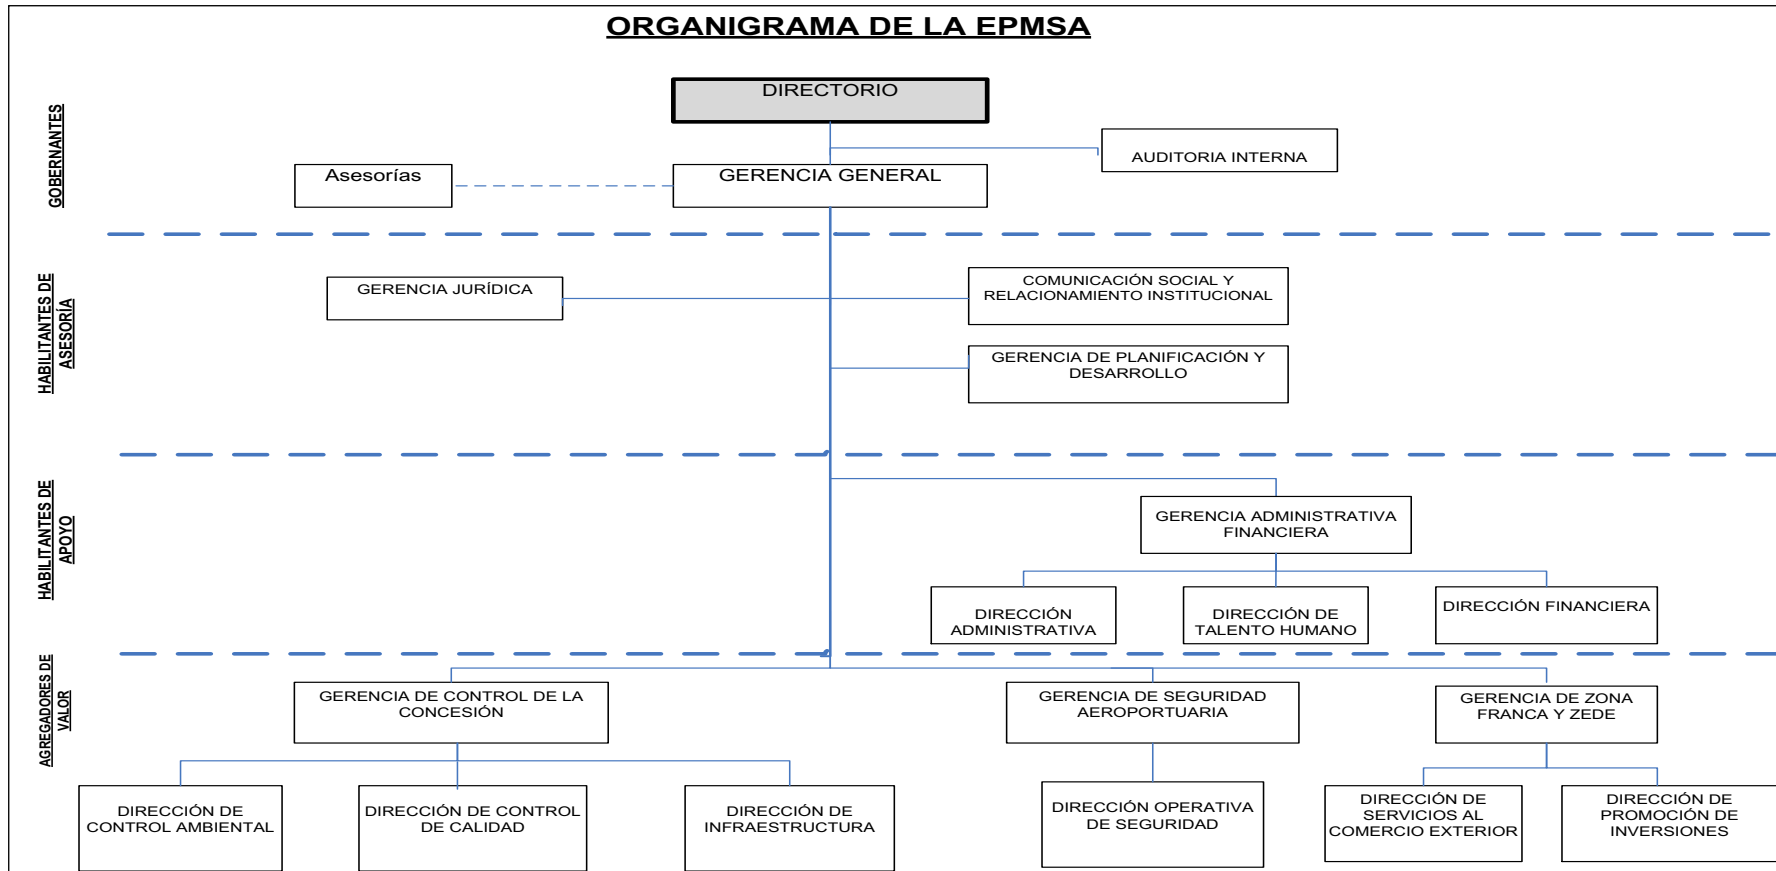 ORGANIGRAMA DE LA EPMSA
GOBERNANTES
DIRECTORIO
AUDITORIA INTERNA
Asesorías
GERENCIA GENERAL
HABILITANTES DE
ASESORÍA
GERENCIA JURÍDICA
COMUNICACIÓN SOCIAL Y
RELACIONAMIENTO INSTITUCIONAL
GERENCIA DE PLANIFICACIÓN Y
DESARROLLO
HABILITANTES DE
APOYO
GERENCIA ADMINISTRATIVA
FINANCIERA
DIRECCIÓN
ADMINISTRATIVA
DIRECCIÓN DE
TALENTO HUMANO
DIRECCIÓN FINANCIERA
AGREGADORES DE
VALOR
GERENCIA DE CONTROL DE LA
CONCESIÓN
GERENCIA DE SEGURIDAD
AEROPORTUARIA
GERENCIA DE ZONA
FRANCA Y ZEDE
DIRECCIÓN DE
CONTROL AMBIENTAL
DIRECCIÓN DE CONTROL
DE CALIDAD
DIRECCIÓN DE
INFRAESTRUCTURA
DIRECCIÓN OPERATIVA
DE SEGURIDAD
DIRECCIÓN DE
SERVICIOS AL
COMERCIO EXTERIOR
DIRECCIÓN DE
PROMOCIÓN DE
INVERSIONES